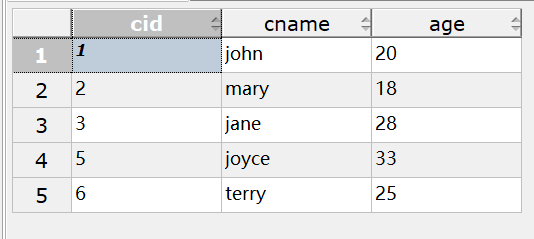 cid cname age
1 1 john 20
2 2 mary 18
3 3 jane 28
4 5 joyce 33
5 6 terry 25